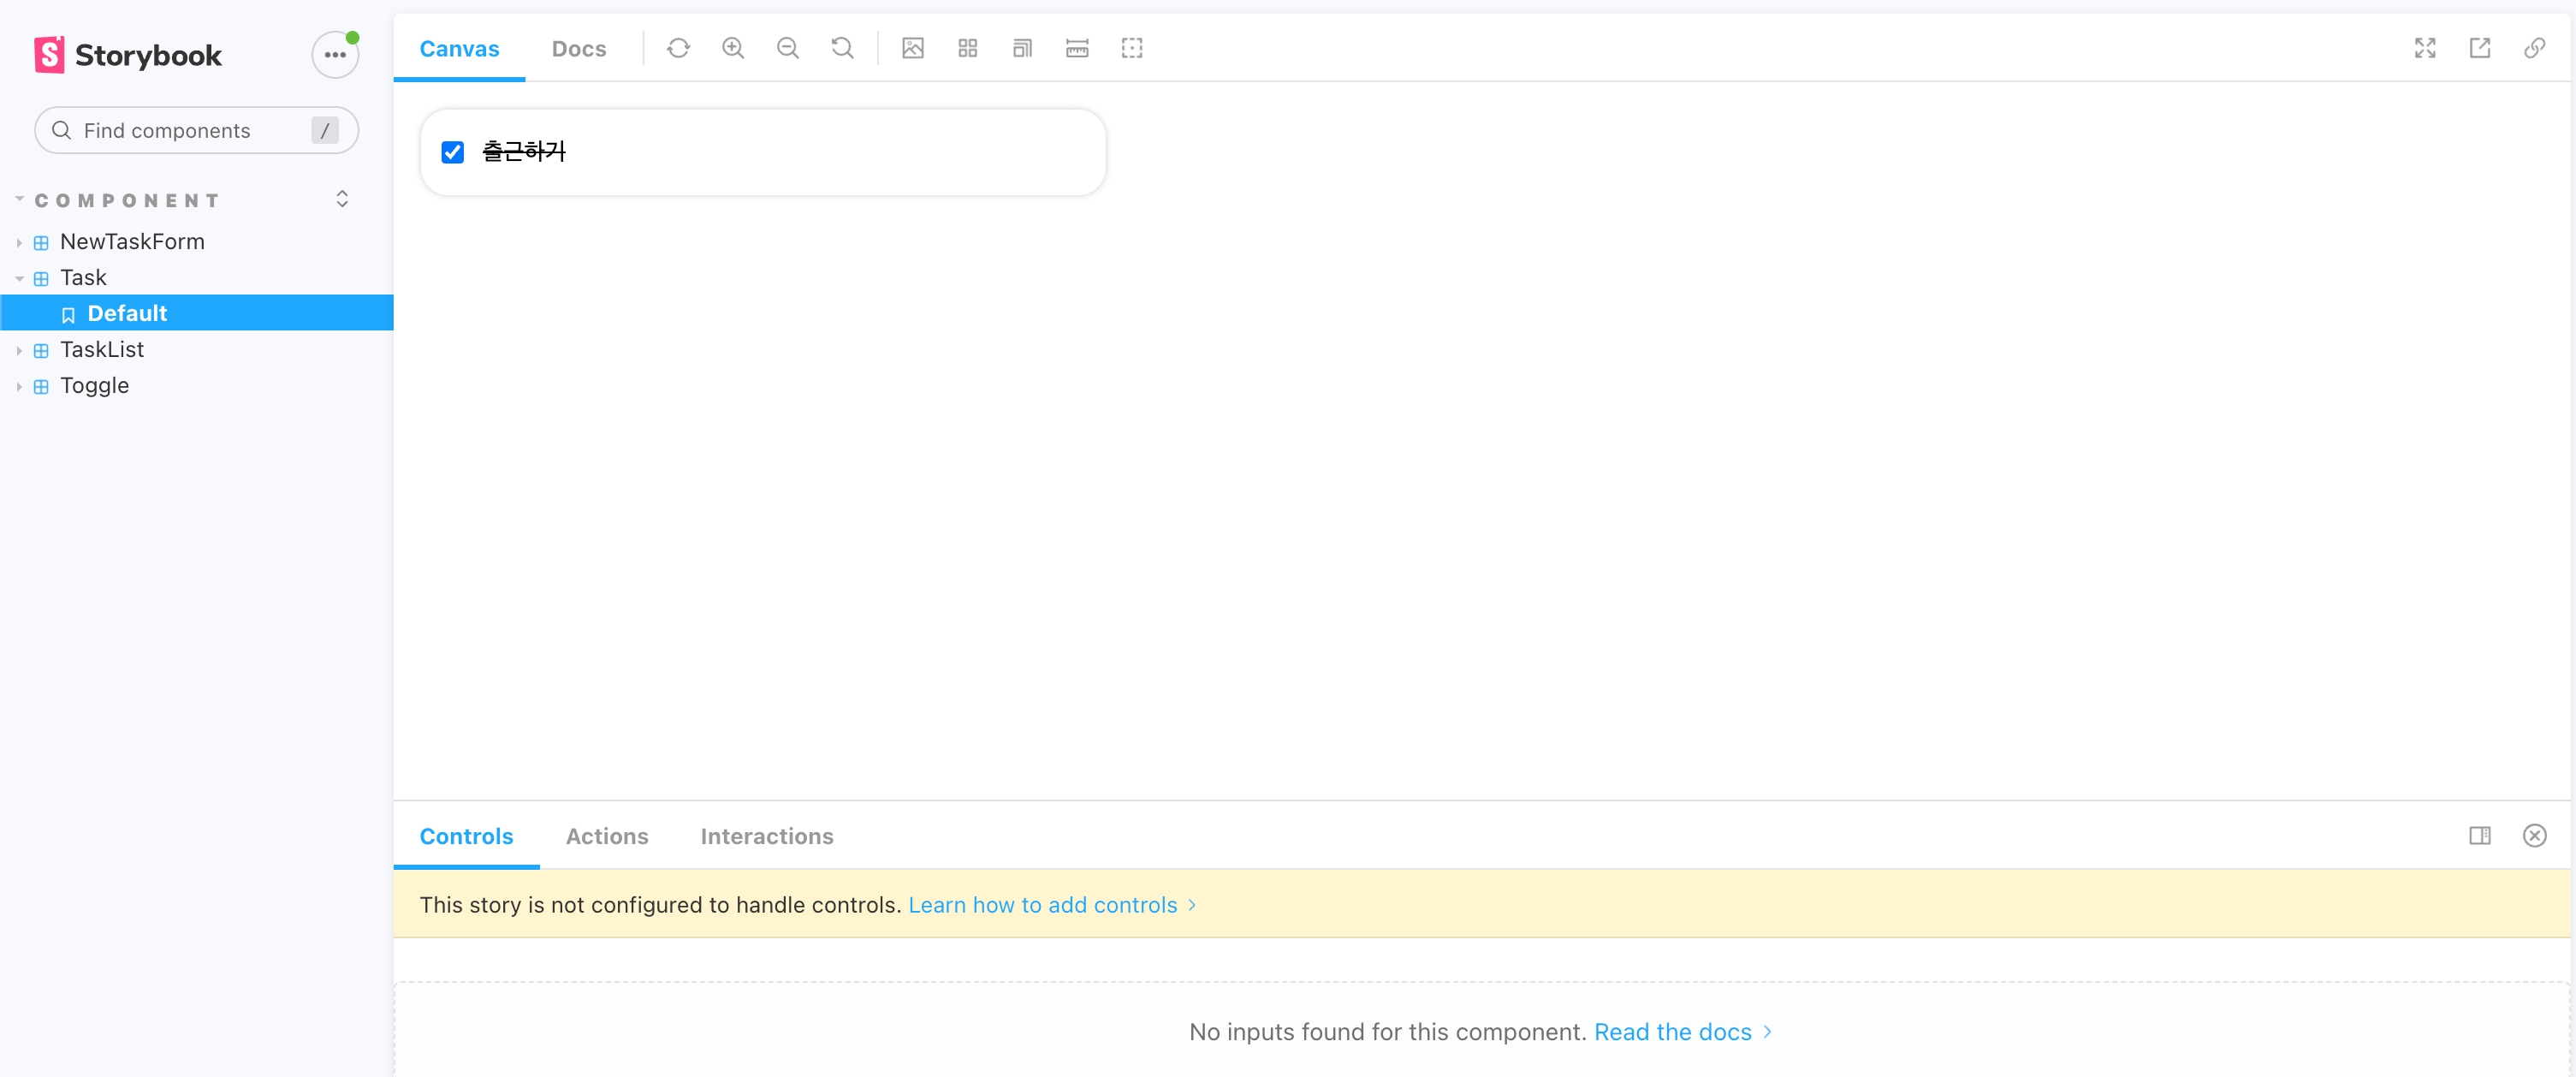 Storybook
Find components
/
COMPONENT
NewTaskForm
Task
Default
TaskList
Toggle
Canvas
Docs
출근하기
Controls
Actions
Interactions
This story is not configured to handle controls. Learn how to add controls
No inputs found for this component. Read the docs